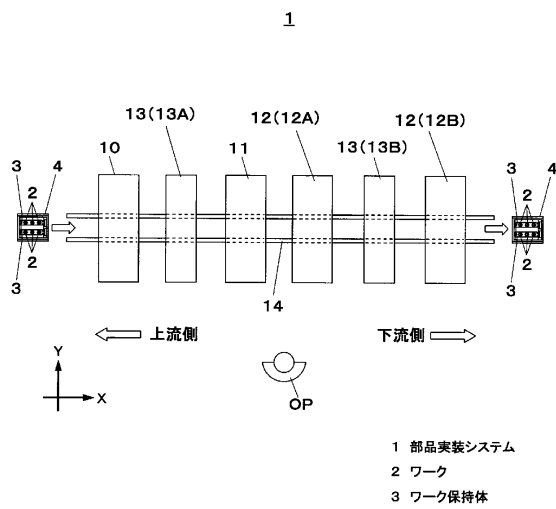 1
13(13A)
12(12A)
12(12B)
10
11
13(13B)
3
2
4
3
2
4
2
3
2
3
14
上流側
下流側
Y
X
OP
1 部品実装システム
2 ワーク
3 ワーク保持体